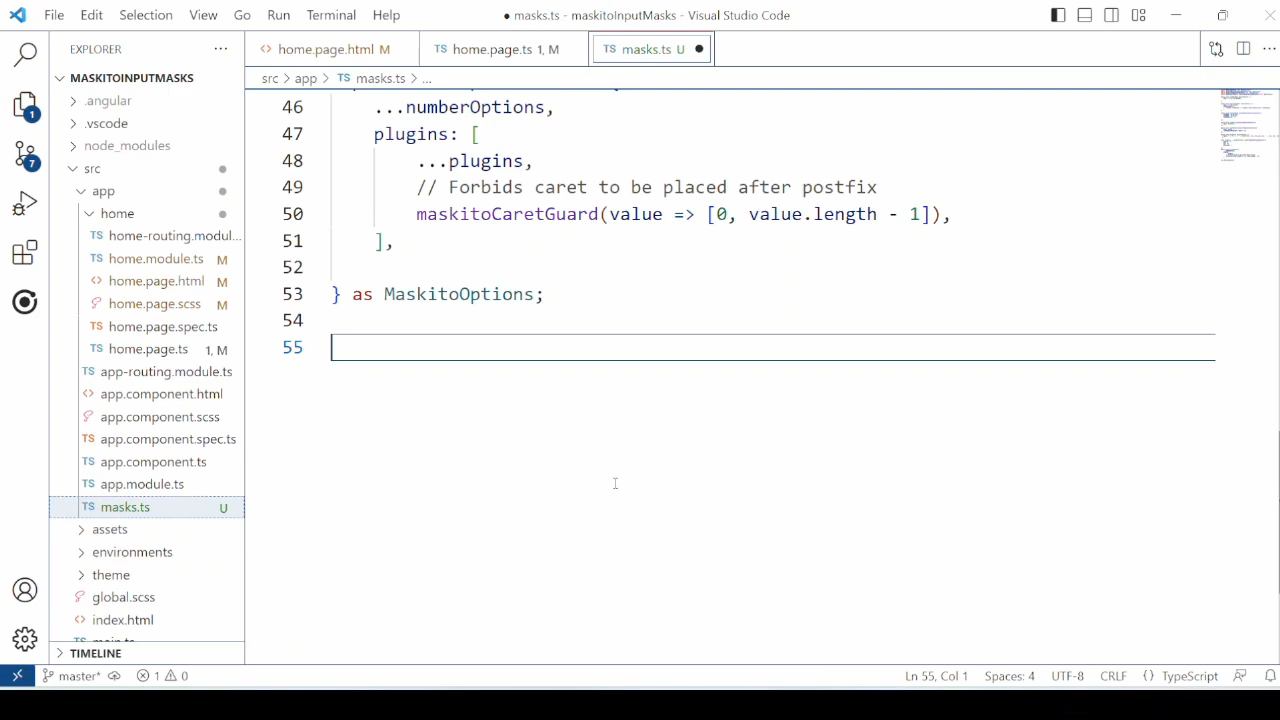 File Edit Selection View Go Run Terminal Help
● masks.ts - maskitoInputMasks - Visual Studio Code
EXPLORER ...
<> home.page.html M
TS home.page.ts 1, M
TS masks.ts U ●
MASKITOINPUTMASKS
src > app > TS masks.ts > ...
.angular
.vscode
node_modules
src
app
home
TS home-routing.modul...
TS home.module.ts M
<> home.page.html M
home.page.scss M
TS home.page.spec.ts
TS home.page.ts 1, M
TS app-routing.module.ts
<> app.component.html
app.component.scss
TS app.component.spec.ts
TS app.component.ts
TS app.module.ts
TS masks.ts U
assets
environments
theme
global.scss
<> index.html
TS main.ts
TIMELINE
1
7
46 ...numberOptions,
47 plugins: [
48 ...plugins,
49 // Forbids caret to be placed after postfix
50 maskitoCaretGuard(value => [0, value.length - 1]),
51 ],
52
53 } as MaskitoOptions;
54
55
master* 1 0 Ln 55, Col 1 Spaces: 4 UTF-8 CRLF {} TypeScript